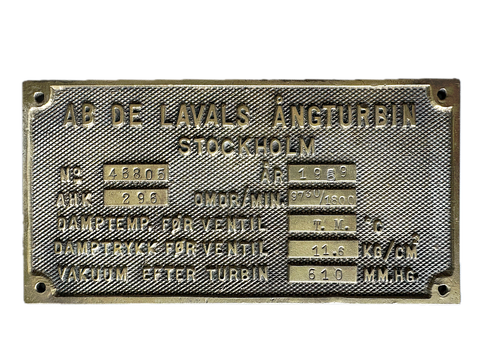 AB DE LAVALS ÅNGTURBIN
STOCKHOLM
No. 48805 ÅR 1959
AHK. 296 OMDR/MIN.
DAMPTEMP. FØR VENTIL T.M. °C
DAMPTRYKK FØR VENTIL 11.6 KG/CM²
VAKUUM EFTER TURBIN 610 MM.HG.